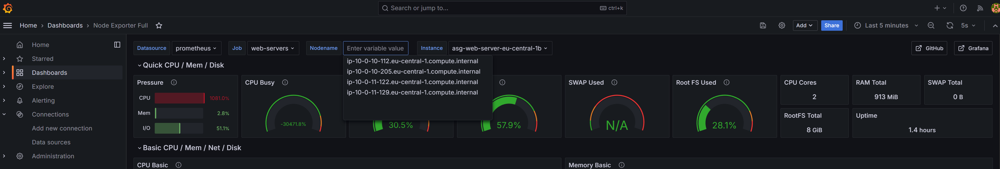 Search or jump to... ctrl+k
Home > Dashboards > Node Exporter Full Add Share Last 5 minutes 5s
Home
Starred
Dashboards
Explore
Alerting
Connections
Add new connection
Data sources
Administration
Datasource prometheus Job web-servers Nodename Enter variable value Instance asg-web-server-eu-central-1b GitHub Grafana
ip-10-0-10-112.eu-central-1.compute.internal
ip-10-0-10-205.eu-central-1.compute.internal
ip-10-0-11-122.eu-central-1.compute.internal
ip-10-0-11-129.eu-central-1.compute.internal
Quick CPU / Mem / Disk
Pressure
CPU 1081.0%
Mem 2.8%
I/O 51.1%
CPU Busy
-30471.8%
30.5%
57.9%
SWAP Used
N/A
Root FS Used
28.1%
CPU Cores
2
RAM Total
913 MiB
SWAP Total
0 B
RootFS Total
8 GiB
Uptime
1.4 hours
Basic CPU / Mem / Net / Disk
CPU Basic
Memory Basic